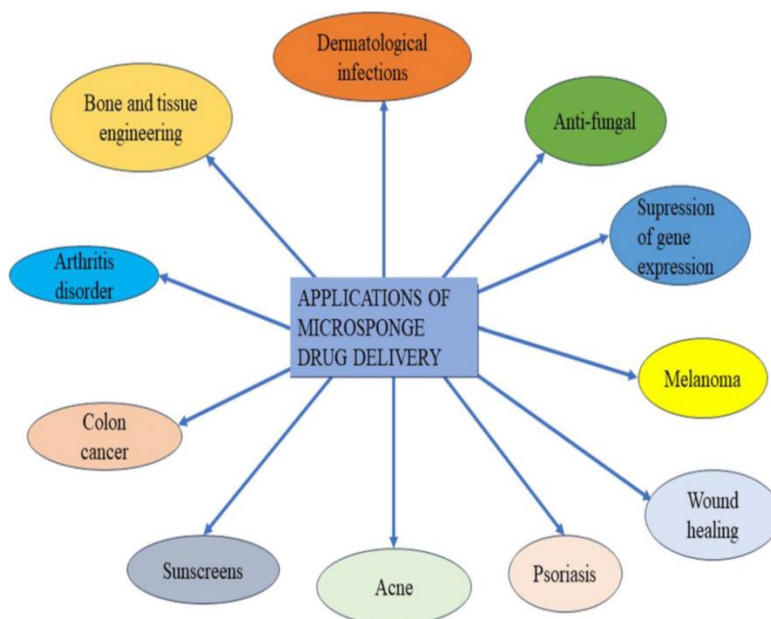 Dermatological
infections
Bone and tissue
engineering
Anti-fungal
Supression
of gene
expression
Arthritis
disorder
APPLICATIONS OF
MICROSPONGE
DRUG DELIVERY
Melanoma
Colon
cancer
Wound
healing
Sunscreens
Acne
Psoriasis